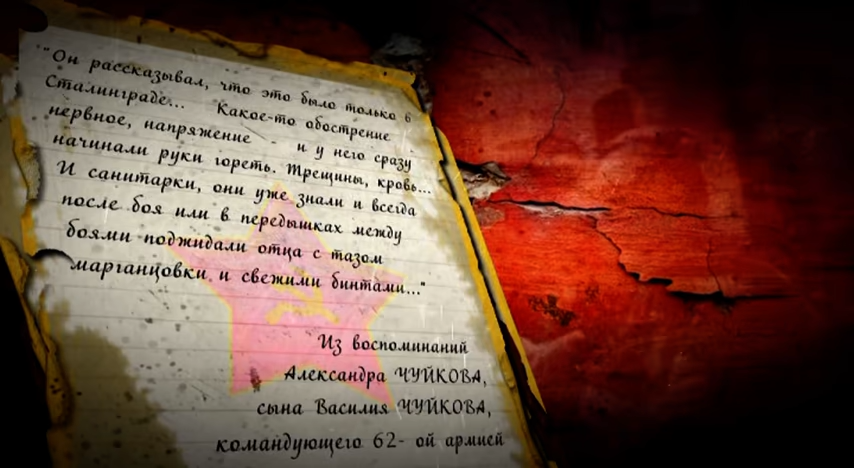 "Он рассказывал, что это было только в
Сталинграде... Какое-то обострение
нервное, напряжение - и у него сразу
начинали руки гореть. Трещины, кровь...
И санитарки, они уже знали и всегда
после боя или в передышках между
боями поджидали отца с тазом
марганцовки и свежими бинтами..."
Из воспоминаний
Александра ЧУЙКОВА,
сына Василия ЧУЙКОВА,
командующего 62- ой армией